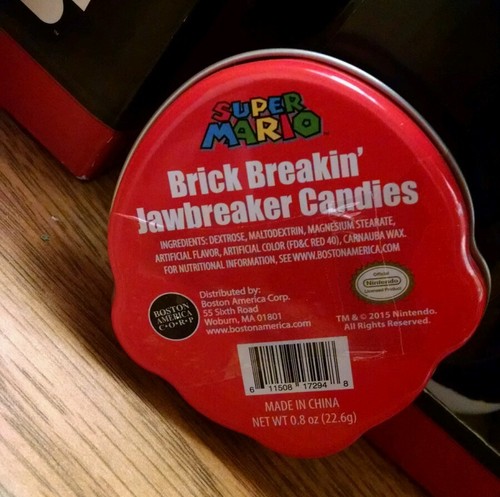 SUPER
MARIO
Brick Breakin'
Jawbreaker Candies
INGREDIENTS: DEXTROSE, MALTODEXTRIN, MAGNESIUM STEARATE,
ARTIFICIAL FLAVOR, ARTIFICIAL COLOR (FD&C RED 40), CARNAUBA WAX.
FOR NUTRITIONAL INFORMATION, SEE WWW.BOSTONAMERICA.COM
Official
Nintendo
Licensed Product
BOSTON
AMERICA
C•O•R•P
Distributed by:
Boston America Corp.
55 Sixth Road
Woburn, MA 01801
www.bostonamerica.com
TM & © 2015 Nintendo.
All Rights Reserved.
6 11508 17294 8
MADE IN CHINA
NET WT 0.8 oz (22.6g)